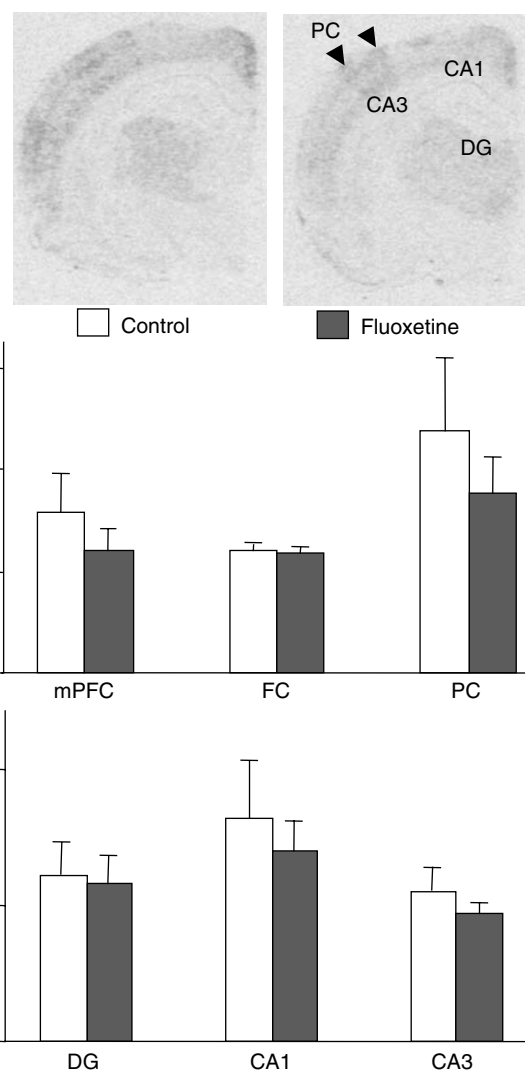 PC
CA1
CA3
DG
Control Fluoxetine
mPFC FC PC
DG CA1 CA3